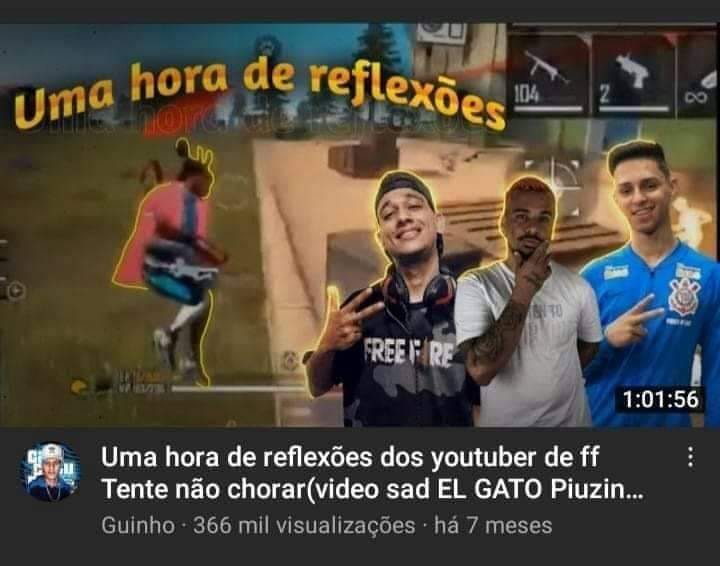 Uma hora de reflexões
104
2
∞
FREE FIRE
1:01:56
Uma hora de reflexões dos youtuber de ff
Tente não chorar(video sad EL GATO Piuzin...
Guinho · 366 mil visualizações · há 7 meses